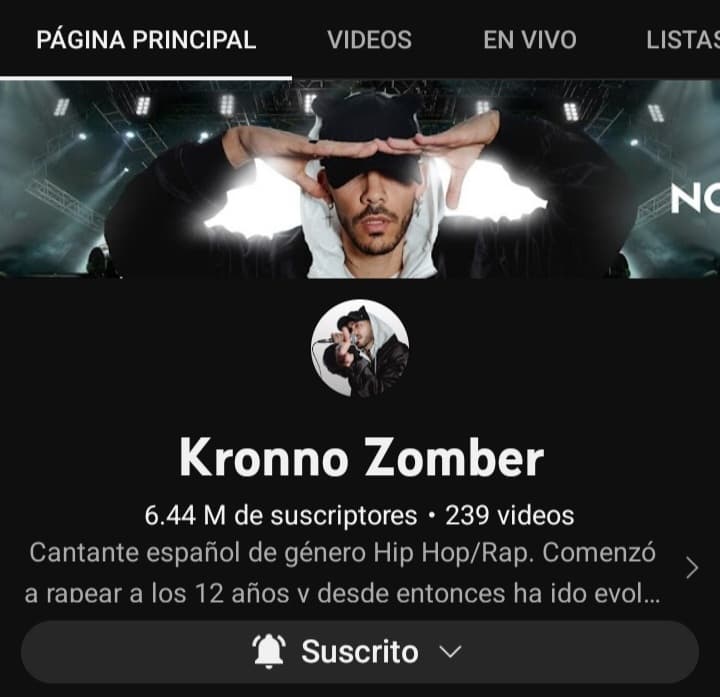 PÁGINA PRINCIPAL VIDEOS EN VIVO LISTAS
NO
Kronno Zomber
6.44 M de suscriptores • 239 videos
Cantante español de género Hip Hop/Rap. Comenzó
a rapear a los 12 años y desde entonces ha ido evol...
Suscrito